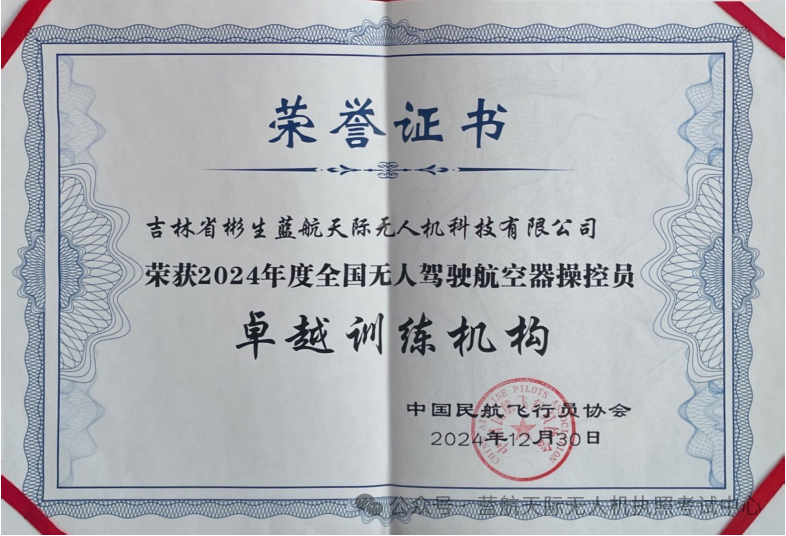 荣誉证书
吉林省彬生蓝航天际无人机科技有限公司
荣获2024年度全国无人驾驶航空器操控员
卓越训练机构
中国民航飞行员协会
2024年12月30日
CHINA AIRLINE PILOTS ASSOCIATION
公众号 · 蓝航天际无人机执照考试中心